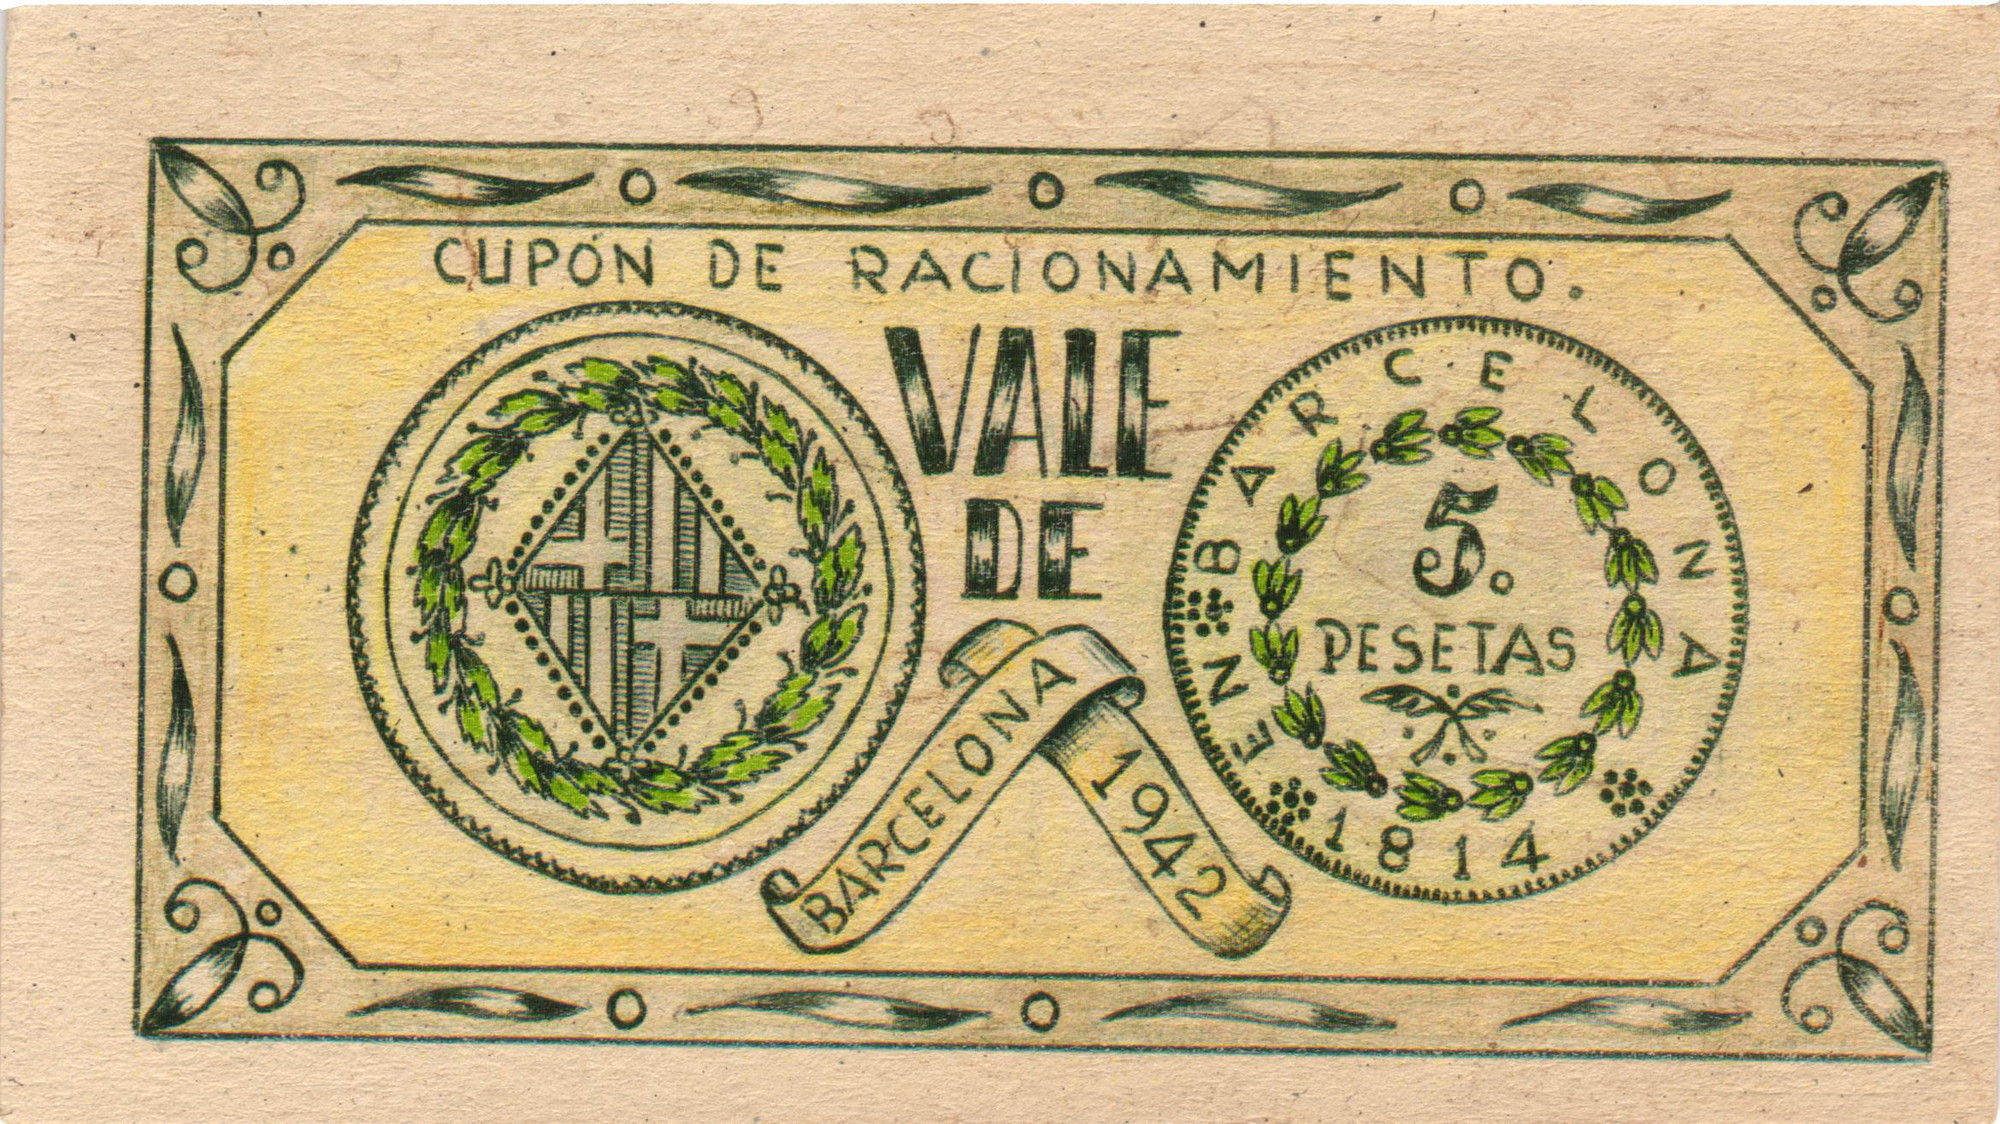 CUPÓN DE RACIONAMIENTO.
VALE
DE
EN BARCELONA
5.
PESETAS
1814
BARCELONA
1942